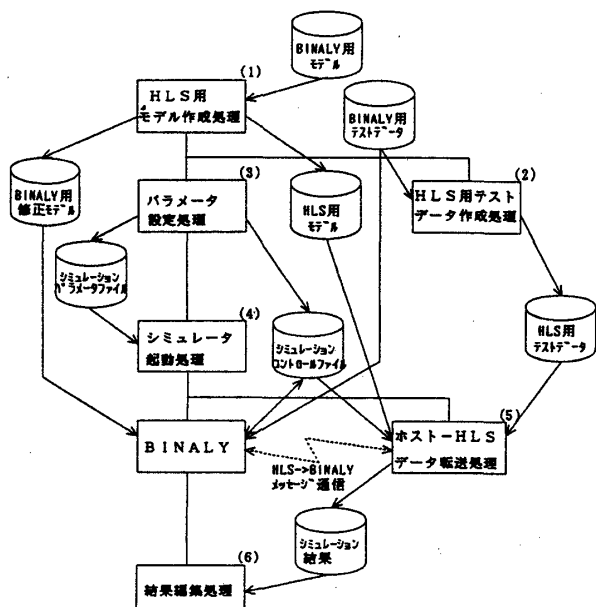 BINALY用
モデル
(1)
HLS用
モデル作成処理
BINALY用
テストデータ
(2)
HLS用テスト
データ作成処理
BINALY用
修正モデル
(3)
パラメータ
設定処理
HLS用
モデル
シミュレーション
パラメータファイル
(4)
シミュレータ
起動処理
シミュレーション
コントロールファイル
HLS用
テストデータ
(5)
BINALY
ホスト－HLS
データ転送処理
HLS->BINALY
メッセージ通信
シミュレーション
結果
(6)
結果編集処理